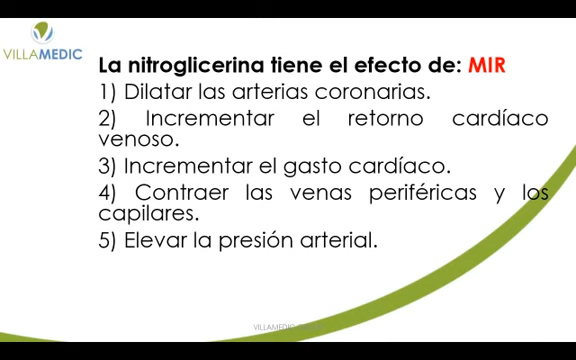 VILLAMEDIC
La nitroglicerina tiene el efecto de: MIR
1) Dilatar las arterias coronarias.
2) Incrementar el retorno cardíaco
venoso.
3) Incrementar el gasto cardíaco.
4) Contraer las venas periféricas y los
capilares.
5) Elevar la presión arterial.
VILLAMEDIC